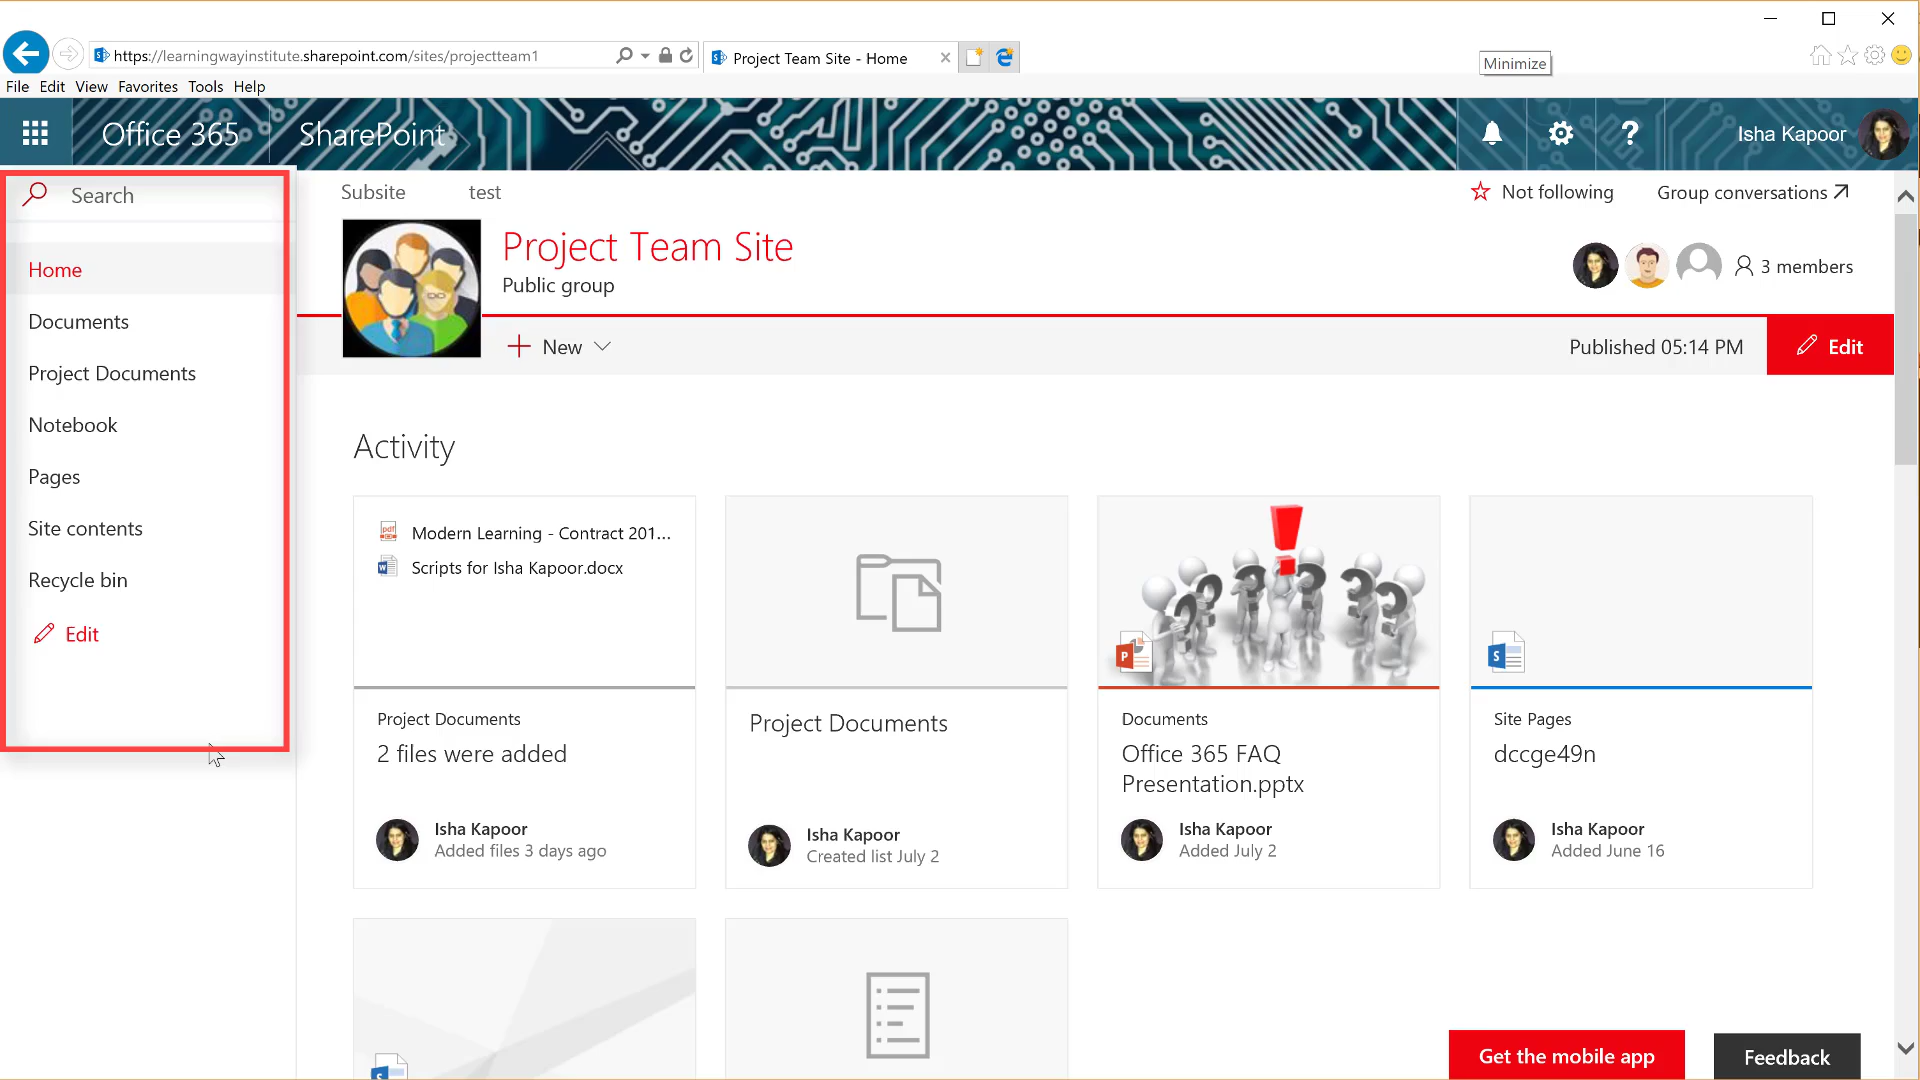 https://learningwayinstitute.sharepoint.com/sites/projectteam1
Project Team Site - Home
Minimize
File Edit View Favorites Tools Help
Office 365
SharePoint
?
Isha Kapoor
Search
Home
Documents
Project Documents
Notebook
Pages
Site contents
Recycle bin
Edit
Subsite
test
Not following
Group conversations
Project Team Site
Public group
3 members
New
Published 05:14 PM
Edit
Activity
pdf
Modern Learning - Contract 201...
W
Scripts for Isha Kapoor.docx
Project Documents
2 files were added
Isha Kapoor
Added files 3 days ago
Project Documents
Isha Kapoor
Created list July 2
P
Documents
Office 365 FAQ
Presentation.pptx
Isha Kapoor
Added July 2
S
Site Pages
dccge49n
Isha Kapoor
Added June 16
S
Get the mobile app
Feedback